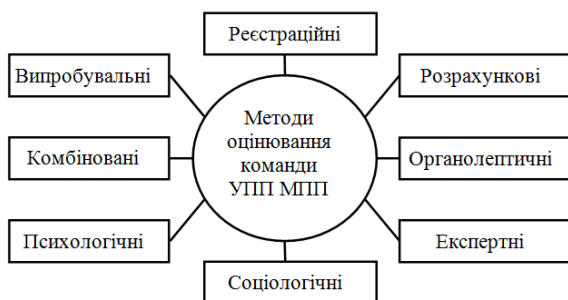 Реєстраційні
Випробувальні
Розрахункові
Методи
оцінювання
команди
УПП МПП
Комбіновані
Органолептичні
Психологічні
Експертні
Соціологічні